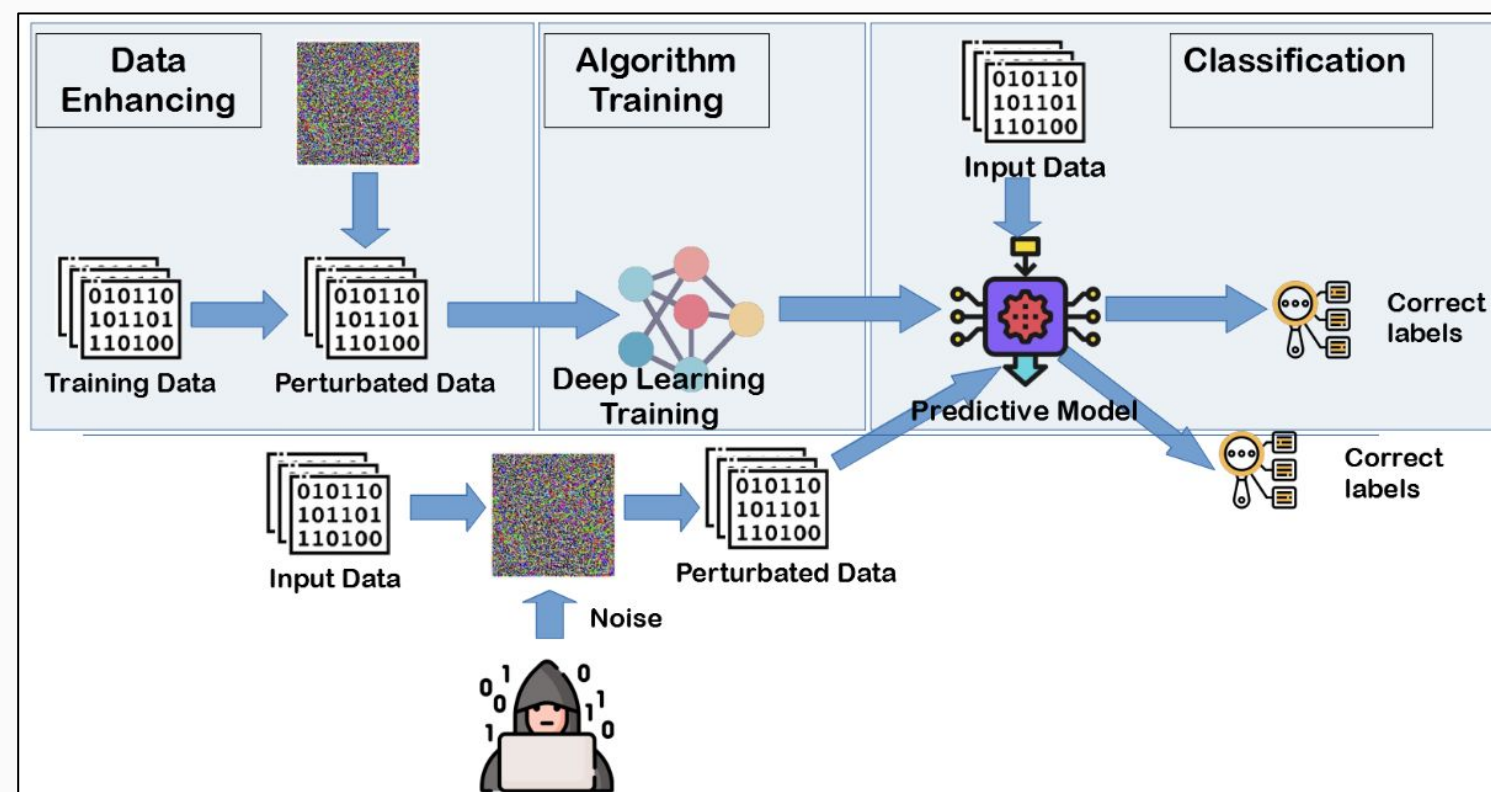 Data
Enhancing
Algorithm
Training
Classification
010110
101101
110100
Input Data
010110
101101
110100
Training Data
010110
101101
110100
Perturbated Data
Deep Learning
Training
Predictive Model
Correct
labels
010110
101101
110100
Input Data
010110
101101
110100
Perturbated Data
Correct
labels
Noise
0
1
0
0
1
1
1
0